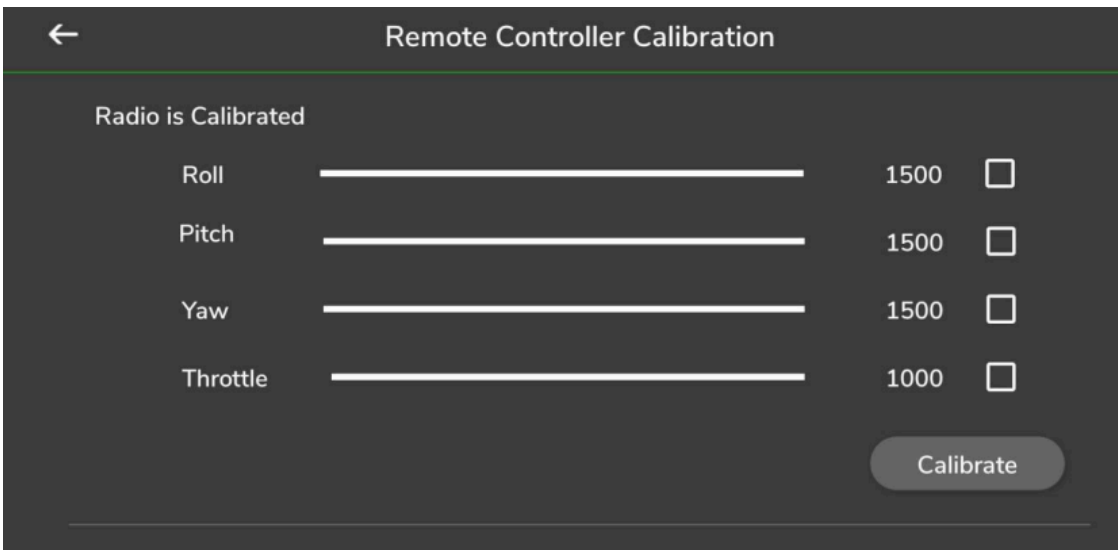 Remote Controller Calibration
Radio is Calibrated
Roll 1500
Pitch 1500
Yaw 1500
Throttle 1000
Calibrate